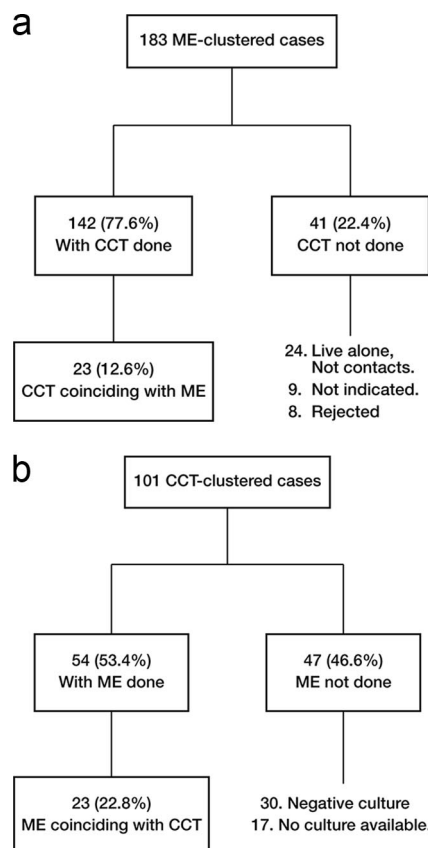 a
183 ME-clustered cases
142 (77.6%)
With CCT done
41 (22.4%)
CCT not done
23 (12.6%)
CCT coinciding with ME
24. Live alone,
Not contacts.
9. Not indicated.
8. Rejected
b
101 CCT-clustered cases
54 (53.4%)
With ME done
47 (46.6%)
ME not done
23 (22.8%)
ME coinciding with CCT
30. Negative culture
17. No culture available.